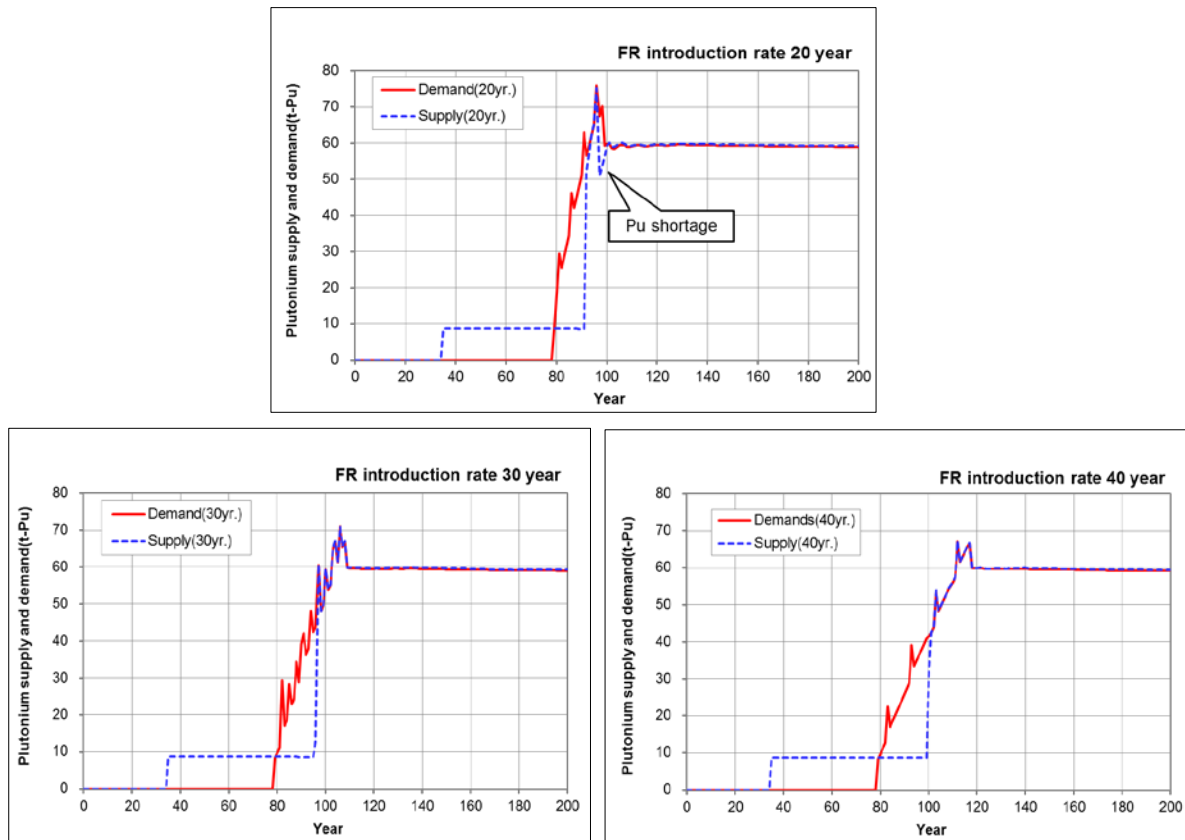 FR introduction rate 20 year
Plutonium supply and demand(t-Pu)
80
70
60
50
40
30
20
10
0
Demand(20yr.)
Supply(20yr.)
Pu shortage
0 20 40 60 80 100 120 140 160 180 200
Year
FR introduction rate 30 year
Plutonium supply and demand(t-Pu)
80
70
60
50
40
30
20
10
0
Demand(30yr.)
Supply(30yr.)
0 20 40 60 80 100 120 140 160 180 200
Year
FR introduction rate 40 year
Plutonium supply and demand(t-Pu)
80
70
60
50
40
30
20
10
0
Demands(40yr.)
Supply(40yr.)
0 20 40 60 80 100 120 140 160 180 200
Year